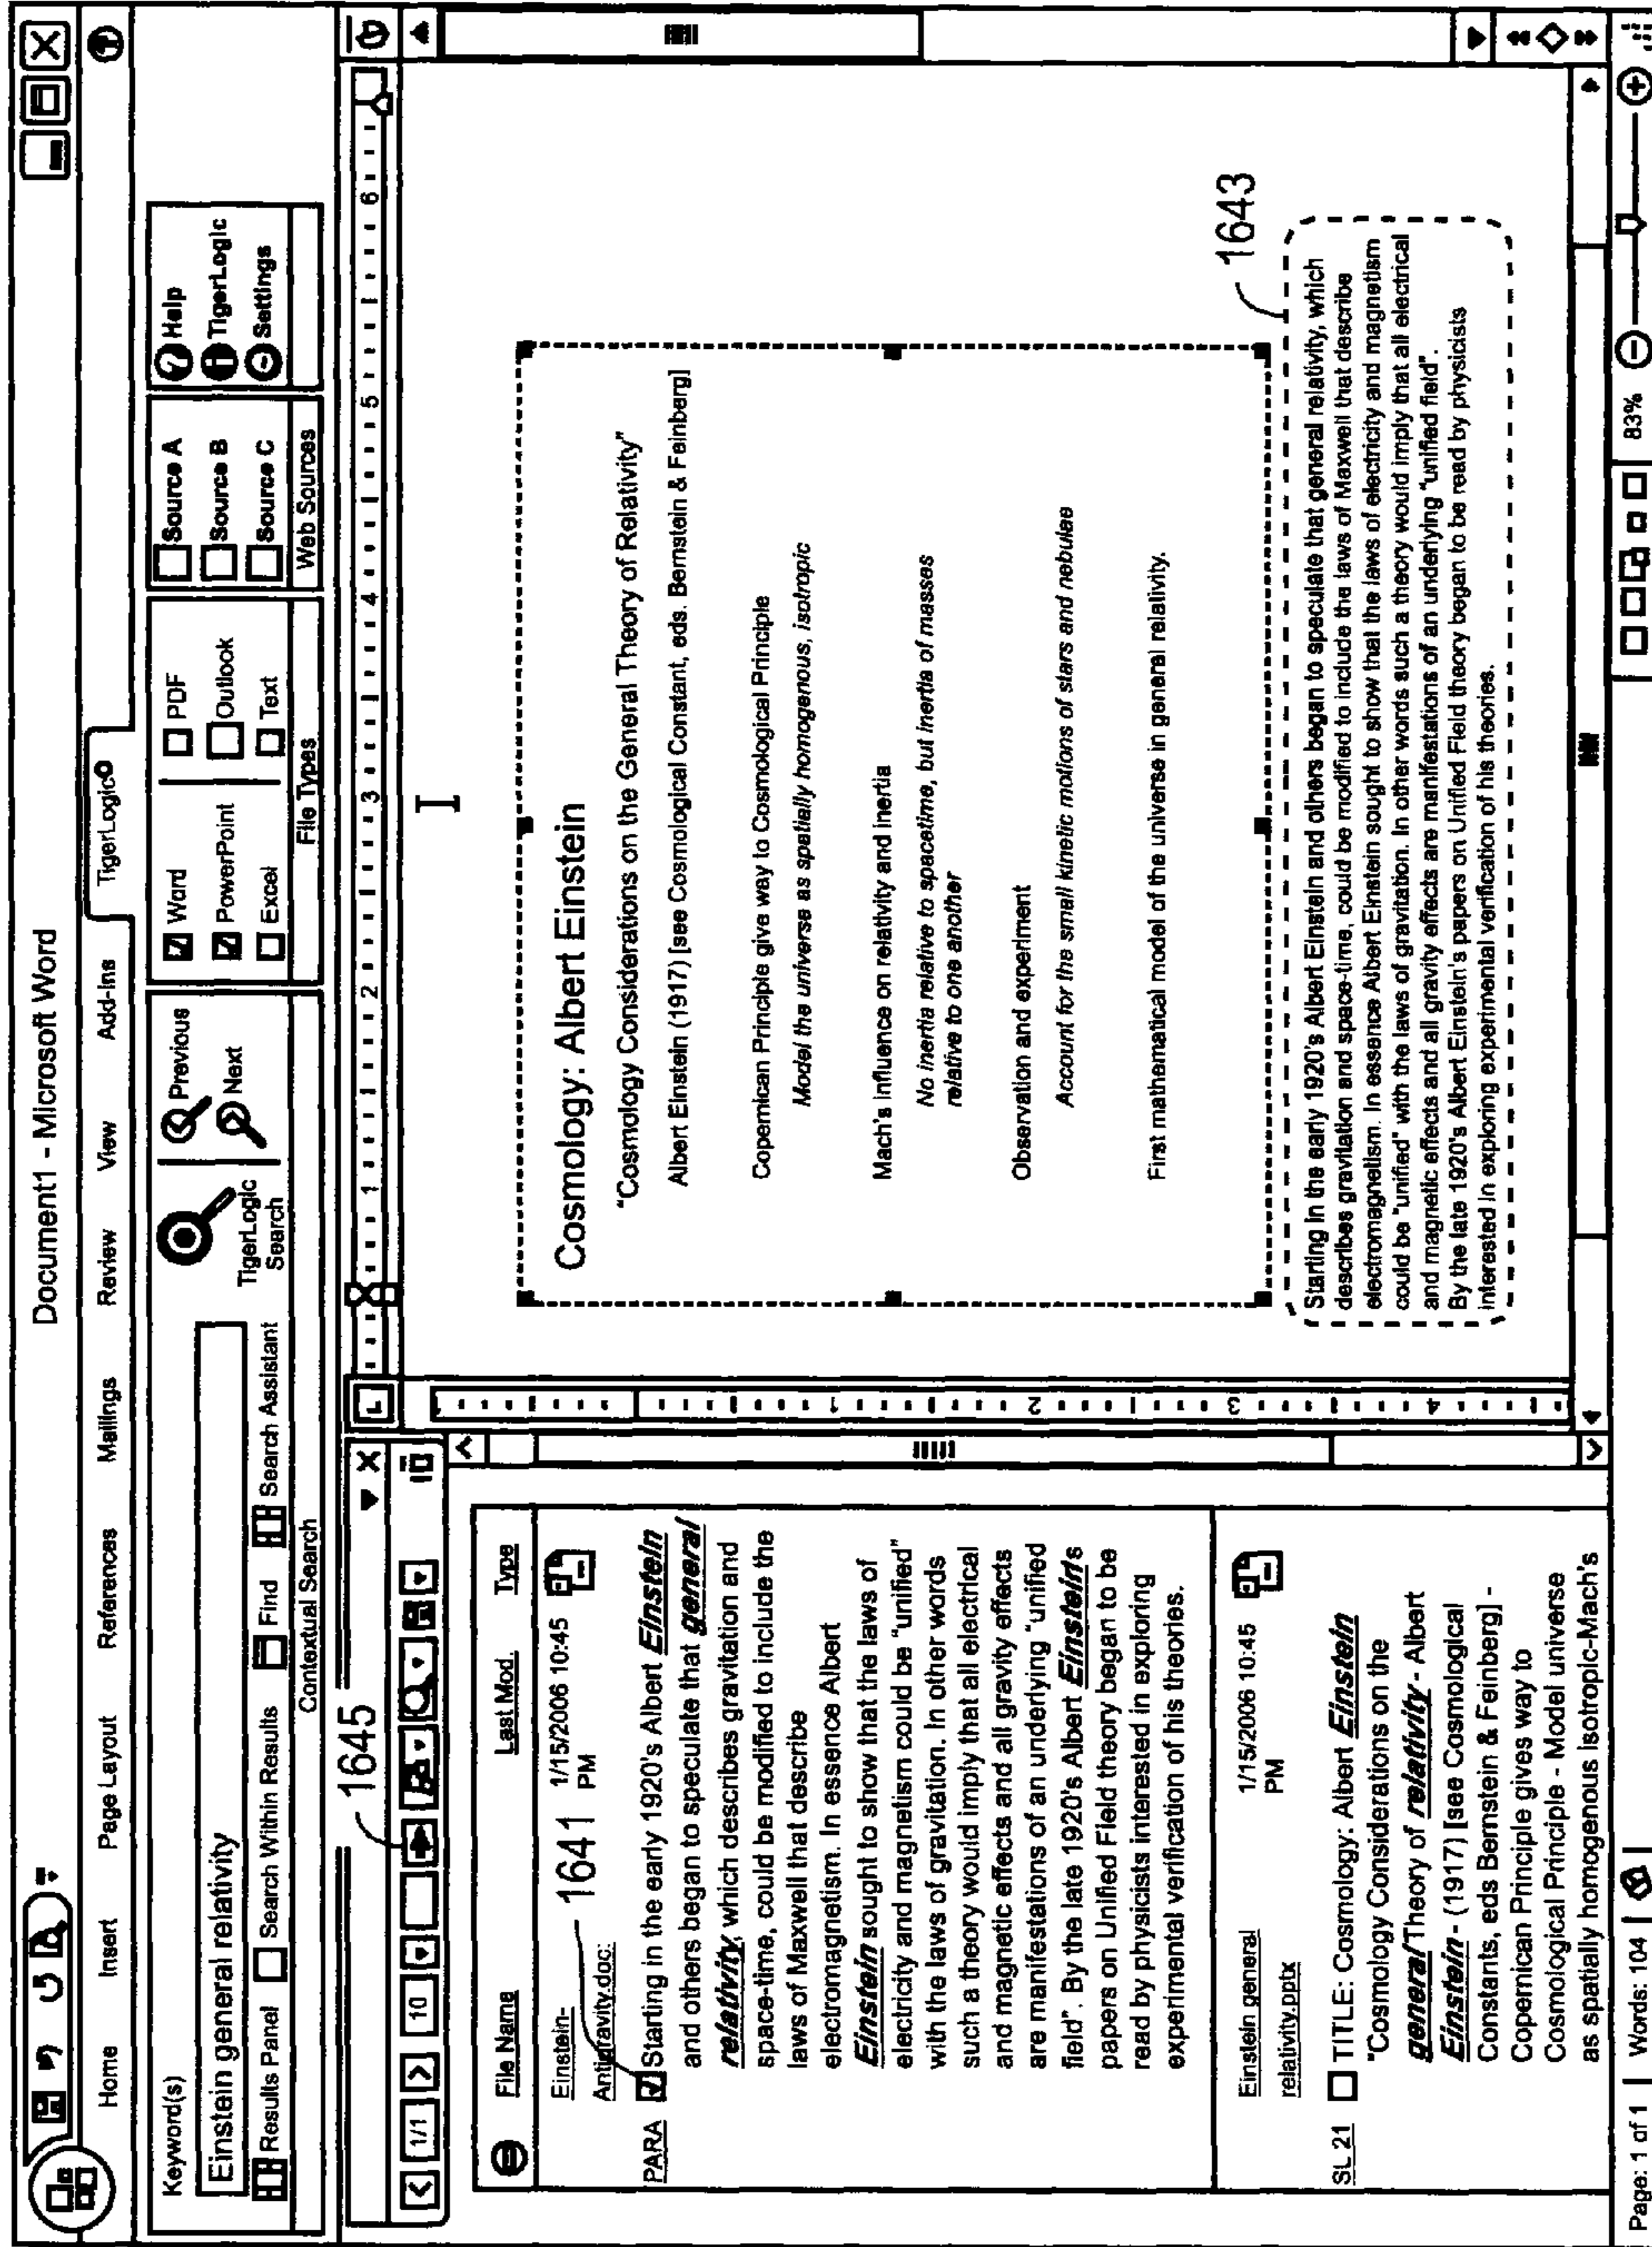 Document1 - Microsoft Word
Home Insert Page Layout References Mailings Review View Add-Ins TigerLogic
Keyword(s)
Einstein general relativity
Results Panel Search Within Results Find Search Assistant
TigerLogic
Search
Previous
Next
Contextual Search
Word
PowerPoint
Excel
PDF
Outlook
Text
File Types
Source A
Source B
Source C
Web Sources
Help
TigerLogic
Settings
1645
1/1 10
File Name Last Mod. Type
Einstein-
Antigravity.doc:
1641
1/15/2006 10:45
PM
PARA Starting in the early 1920's Albert Einstein
and others began to speculate that general
relativity, which describes gravitation and
space-time, could be modified to include the
laws of Maxwell that describe
electromagnetism. In essence Albert
Einstein sought to show that the laws of
electricity and magnetism could be "unified"
with the laws of gravitation. In other words
such a theory would imply that all electrical
and magnetic effects and all gravity effects
are manifestations of an underlying "unified
field". By the late 1920's Albert Einstein's
papers on Unified Field theory began to be
read by physicists interested in exploring
experimental verification of his theories.
Einstein general
relativity.pptx
1/15/2006 10:45
PM
SL 21 TITLE: Cosmology: Albert Einstein
"Cosmology Considerations on the
general Theory of relativity - Albert
Einstein - (1917) [see Cosmological
Constants, eds Bernstein & Feinberg] -
Copernican Principle gives way to
Cosmological Principle - Model universe
as spatially homogenous isotropic-Mach's
1 2 3 4 5 6
1 2 3 4
Cosmology: Albert Einstein
"Cosmology Considerations on the General Theory of Relativity"
Albert Einstein (1917) [see Cosmological Constant, eds. Bernstein & Feinberg]
Copernican Principle give way to Cosmological Principle
Model the universe as spatially homogenous, isotropic
Mach's influence on relativity and inertia
No inertia relative to spacetime, but inertia of masses
relative to one another
Observation and experiment
Account for the small kinetic motions of stars and nebulae
First mathematical model of the universe in general relativity.
1643
Starting in the early 1920's Albert Einstein and others began to speculate that general relativity, which
describes gravitation and space-time, could be modified to include the laws of Maxwell that describe
electromagnetism. In essence Albert Einstein sought to show that the laws of electricity and magnetism
could be "unified" with the laws of gravitation. In other words such a theory would imply that all electrical
and magnetic effects and all gravity effects are manifestations of an underlying "unified field".
By the late 1920's Albert Einstein's papers on Unified Field theory began to be read by physicists
interested in exploring experimental verification of his theories.
Page: 1 of 1 Words: 104 83%